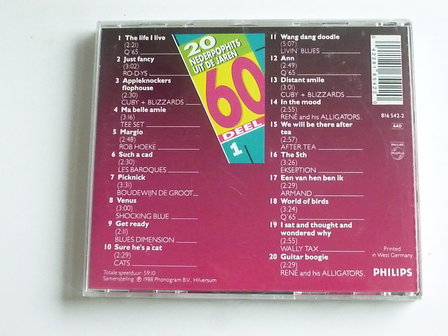 1 The life I live
(2:21)
Q 65
2 Just fancy
(3:02)
RO-D-YS
3 Appleknockers
flophouse
(2:30)
CUBY + BLIZZARDS
4 Ma belle amie
(3:16)
TEE SET
5 Margio
(2:48)
ROB HOEKE
6 Such a cad
(2:30)
LES BAROQUES
7 Picknick
(3:31)
BOUDEWIJN DE GROOT
8 Venus
(3:00)
SHOCKING BLUE
9 Get ready
(2:11)
BLUES DIMENSION
10 Sure he's a cat
(2:29)
CATS
Totale speelduur: 59.10
Samenstelling ℗ 1988 Phonogram B.V., Hilversum
20
NEDERPOPHITS
UIT DE JAREN
60
DEEL
1
11 Wang dang doodle
(5:07)
LIVIN' BLUES
12 Ann
(2:49)
Q'65
13 Distant smile
(3:01)
CUBY + BLIZZARDS
14 In the mood
(2:55)
RENÉ and his ALLIGATORS
15 We will be there after
tea
(2:57)
AFTER TEA
16 The 5th
(3:26)
EKSEPTION
17 Een van hen ben ik
(2:29)
ARMAND
18 World of birds
(3:24)
Q'65
19 I sat and thought and
wondered why
(2:55)
WALLY TAX
20 Guitar boogie
(2:29)
RENÉ and his ALLIGATORS
816 542-2
AAD
PHILIPS
Printed
in West Germany
PHILIPS